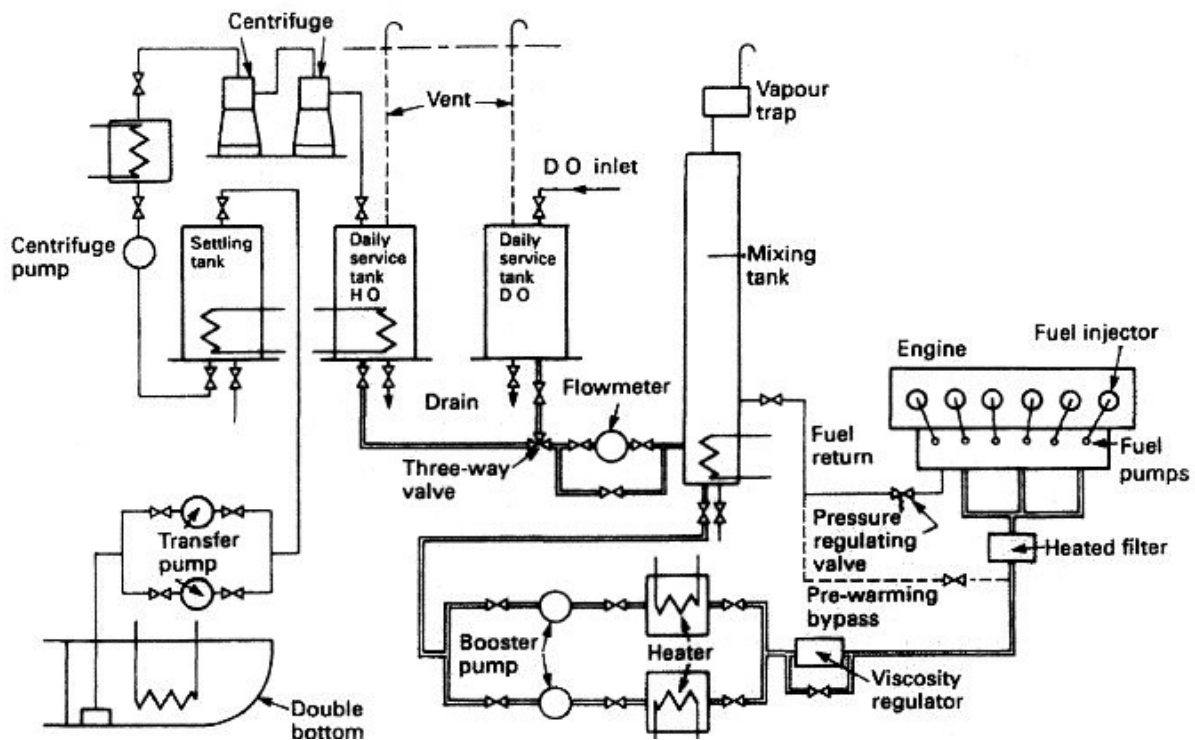 Centrifuge
Vent
Vapour
trap
D O inlet
Centrifuge
pump
Settling
tank
Daily
service
tank
H O
Daily
service
tank
D O
Mixing
tank
Fuel injector
Engine
Drain
Flowmeter
Three-way
valve
Fuel
return
Fuel
pumps
Transfer
pump
Pressure
regulating
valve
Heated filter
Pre-warming
bypass
Booster
pump
Heater
Viscosity
regulator
Double
bottom